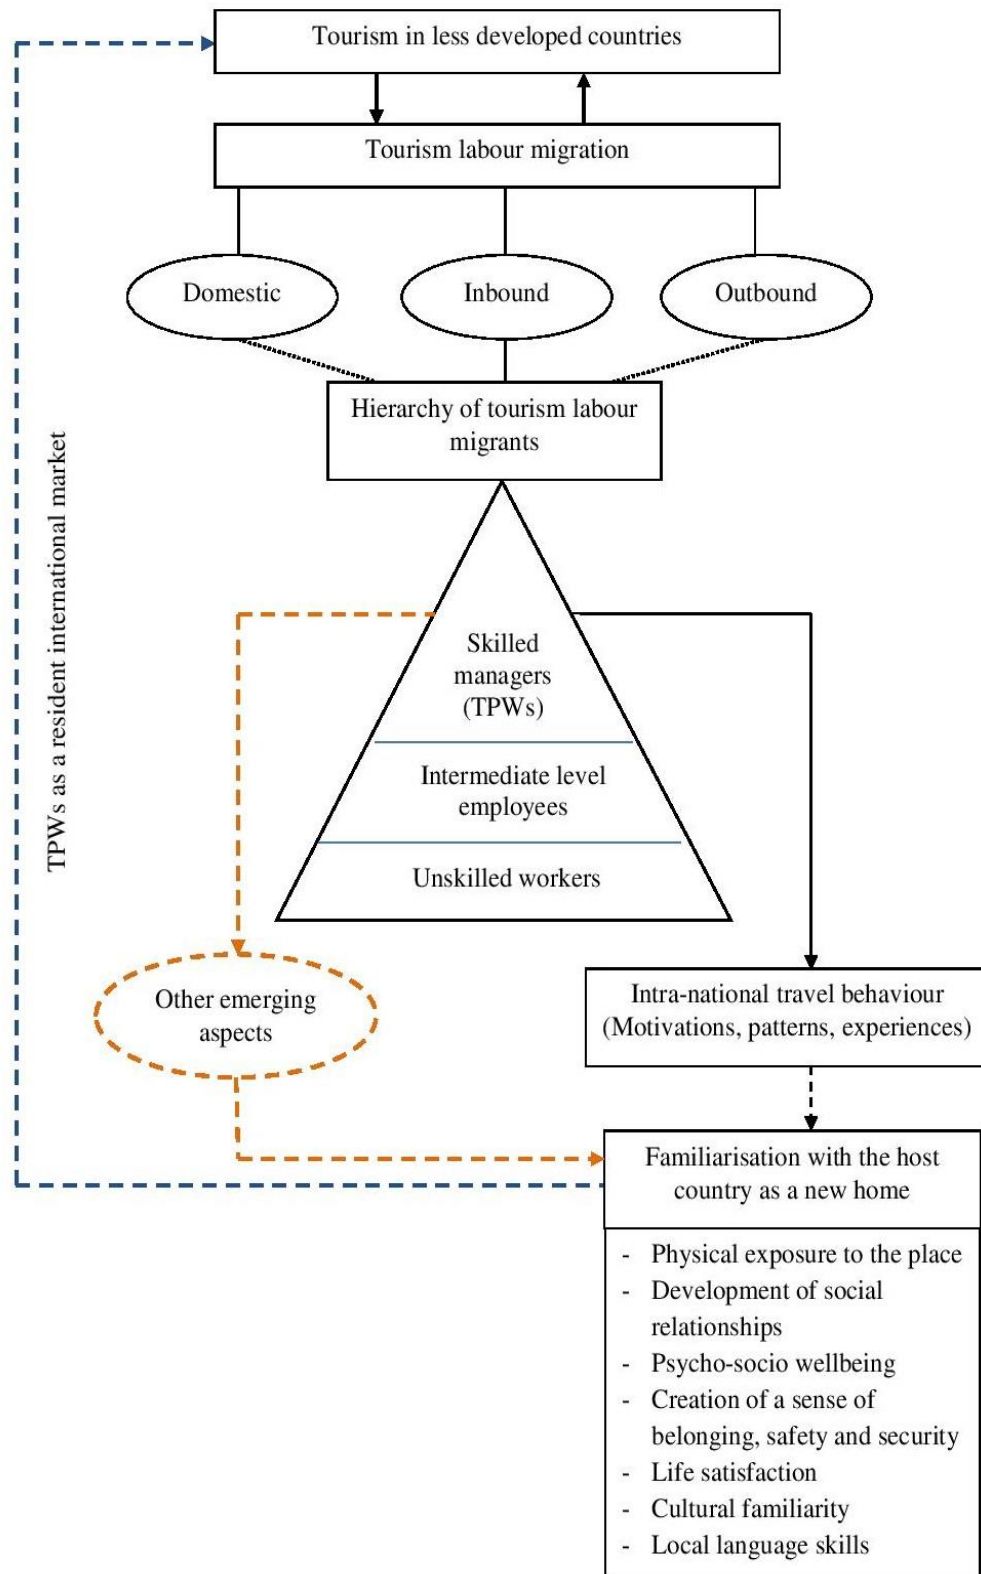 Tourism in less developed countries
Tourism labour migration
Domestic
Inbound
Outbound
Hierarchy of tourism labour
migrants
TPWs as a resident international market
Skilled
managers
(TPWs)
Intermediate level
employees
Unskilled workers
Other emerging
aspects
Intra-national travel behaviour
(Motivations, patterns, experiences)
Familiarisation with the host
country as a new home
- Physical exposure to the place
- Development of social
relationships
- Psycho-socio wellbeing
- Creation of a sense of
belonging, safety and security
- Life satisfaction
- Cultural familiarity
- Local language skills